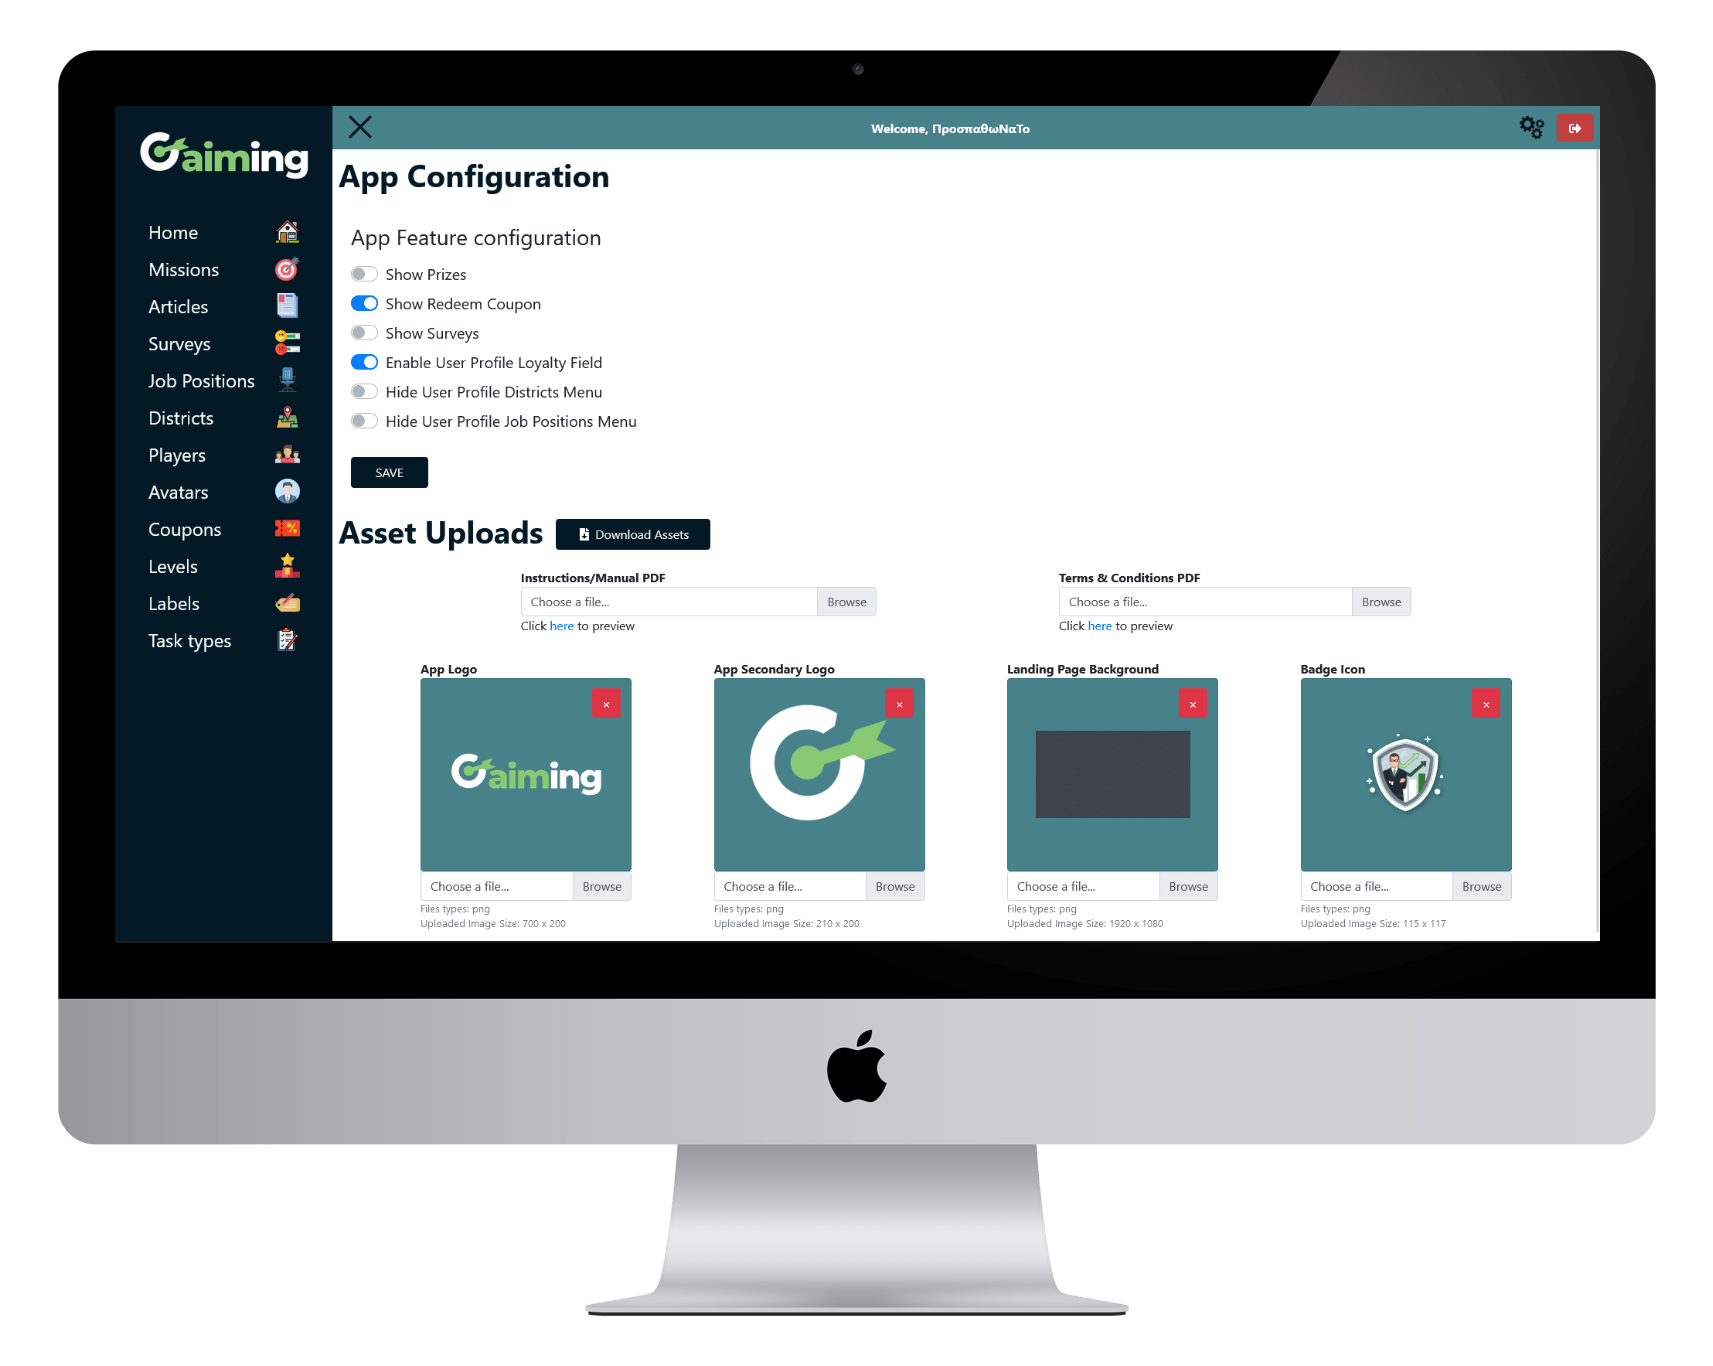 Gaiming
Welcome, ΠροσπαθωΝαΤο
Home
Missions
Articles
Surveys
Job Positions
Districts
Players
Avatars
Coupons
Levels
Labels
Task types
App Configuration
App Feature configuration
Show Prizes
Show Redeem Coupon
Show Surveys
Enable User Profile Loyalty Field
Hide User Profile Districts Menu
Hide User Profile Job Positions Menu
SAVE
Asset Uploads Download Assets
Instructions/Manual PDF
Choose a file... Browse
Click here to preview
Terms & Conditions PDF
Choose a file... Browse
Click here to preview
App Logo
×
Gaiming
Choose a file... Browse
Files types: png
Uploaded Image Size: 700 x 200
App Secondary Logo
×
Choose a file... Browse
Files types: png
Uploaded Image Size: 210 x 200
Landing Page Background
×
Choose a file... Browse
Files types: png
Uploaded Image Size: 1920 x 1080
Badge Icon
×
Choose a file... Browse
Files types: png
Uploaded Image Size: 115 x 117